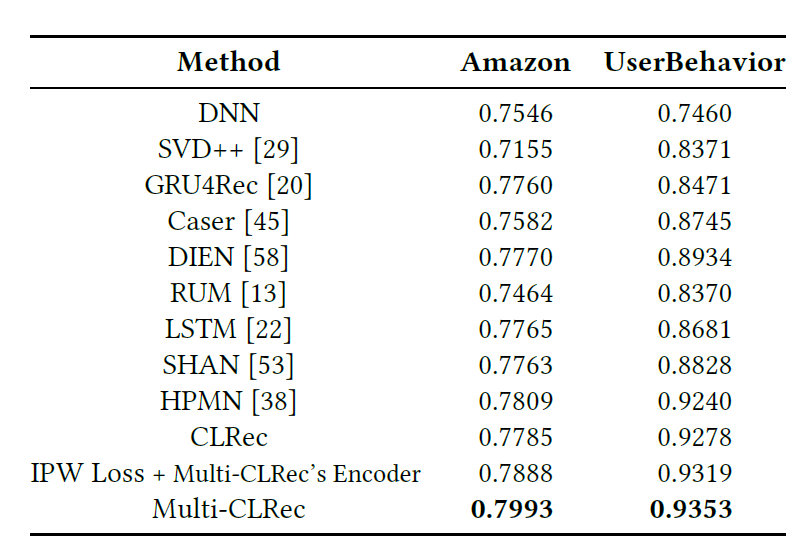 Method Amazon UserBehavior
DNN 0.7546 0.7460
SVD++ [29] 0.7155 0.8371
GRU4Rec [20] 0.7760 0.8471
Caser [45] 0.7582 0.8745
DIEN [58] 0.7770 0.8934
RUM [13] 0.7464 0.8370
LSTM [22] 0.7765 0.8681
SHAN [53] 0.7763 0.8828
HPMN [38] 0.7809 0.9240
CLRec 0.7785 0.9278
IPW Loss + Multi-CLRec's Encoder 0.7888 0.9319
Multi-CLRec 0.7993 0.9353